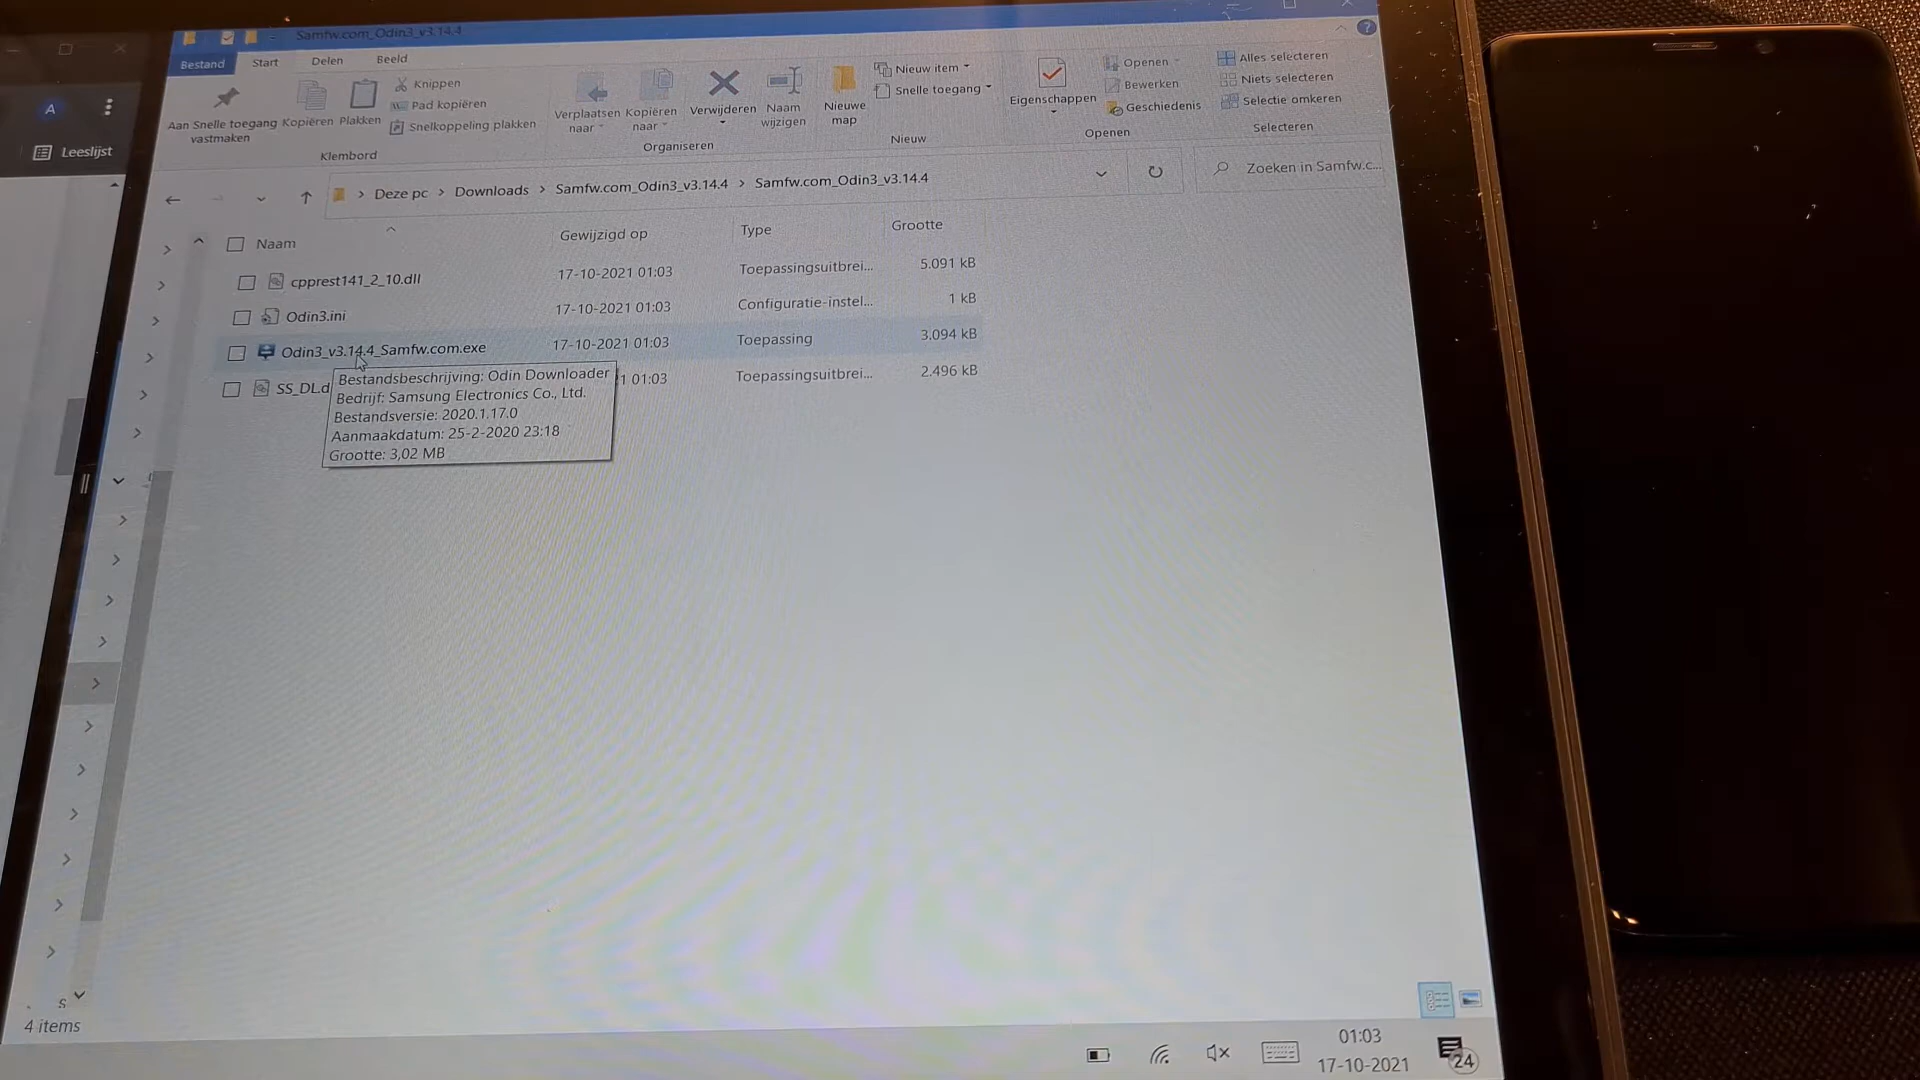 Samfw.com_Odin3_v3.14.4
Bestand Start Delen Beeld
Aan Snelle toegang vastmaken
Kopiëren
Plakken
Knippen
Pad kopiëren
Snelkoppeling plakken
Klembord
Verplaatsen naar
Kopiëren naar
Verwijderen
Naam wijzigen
Organiseren
Nieuwe map
Nieuw item
Snelle toegang
Nieuw
Eigenschappen
Openen
Bewerken
Geschiedenis
Openen
Alles selecteren
Niets selecteren
Selectie omkeren
Selecteren
A
Leeslijst
Deze pc > Downloads > Samfw.com_Odin3_v3.14.4 > Samfw.com_Odin3_v3.14.4
Zoeken in Samfw.c...
Naam Gewijzigd op Type Grootte
cpprest141_2_10.dll 17-10-2021 01:03 Toepassingsuitbrei... 5.091 kB
Odin3.ini 17-10-2021 01:03 Configuratie-instel... 1 kB
Odin3_v3.14.4_Samfw.com.exe 17-10-2021 01:03 Toepassing 3.094 kB
SS_DL.d 1 01:03 Toepassingsuitbrei... 2.496 kB
Bestandsbeschrijving: Odin Downloader
Bedrijf: Samsung Electronics Co., Ltd.
Bestandsversie: 2020.1.17.0
Aanmaakdatum: 25-2-2020 23:18
Grootte: 3,02 MB
S
4 items
01:03
17-10-2021
24